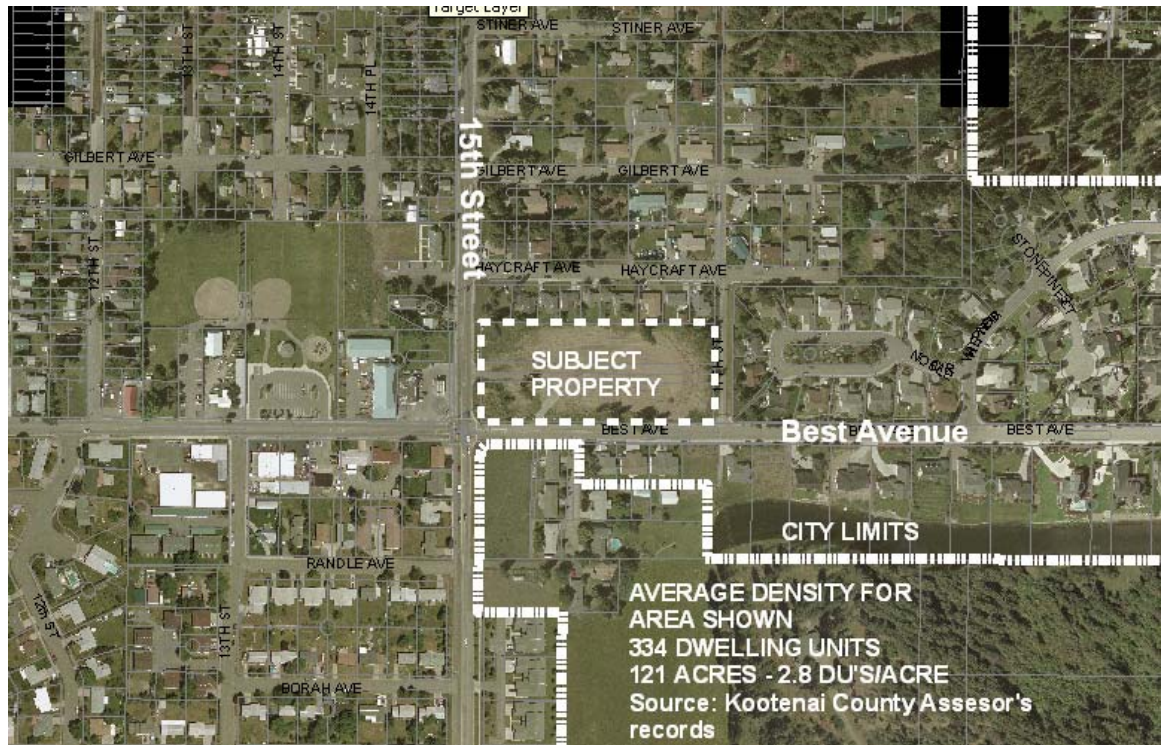 Target Layer
STINER AVE
STINER AVE
13TH ST
14TH ST
14TH PL
15th Street
GILBERT AVE
GILBERT AVE
GILBERT AVE
12TH ST
HAYCRAFT AVE
HAYCRAFT AVE
STONEPINE CT
SUBJECT
PROPERTY
BEST AVE
Best Avenue
BEST AVE
CITY LIMITS
RANDLE AVE
12th ST
13TH ST
BORAH AVE
AVERAGE DENSITY FOR
AREA SHOWN
334 DWELLING UNITS
121 ACRES - 2.8 DU'S/ACRE
Source: Kootenai County Assesor's
records